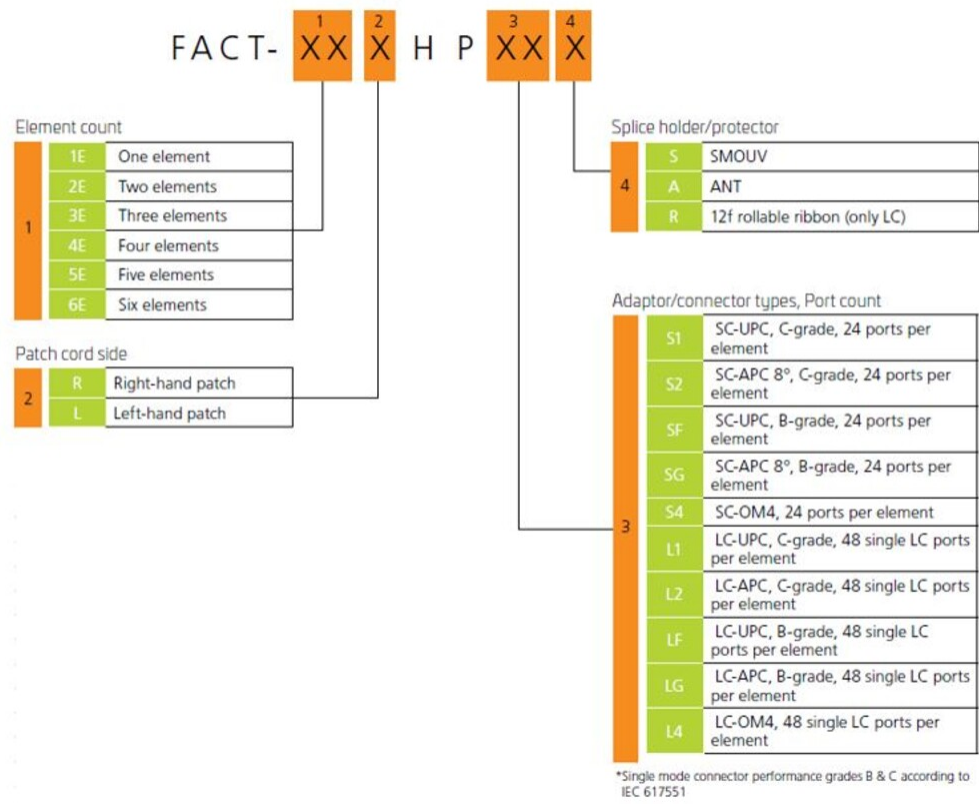 1 2 3 4
FACT- XX X H P XX X
Element count
1
1E One element
2E Two elements
3E Three elements
4E Four elements
5E Five elements
6E Six elements
Patch cord side
2
R Right-hand patch
L Left-hand patch
Splice holder/protector
4
S SMOUV
A ANT
R 12f rollable ribbon (only LC)
Adaptor/connector types, Port count
3
S1 SC-UPC, C-grade, 24 ports per
element
S2 SC-APC 8°, C-grade, 24 ports per
element
SF SC-UPC, B-grade, 24 ports per
element
SG SC-APC 8°, B-grade, 24 ports per
element
S4 SC-OM4, 24 ports per element
L1 LC-UPC, C-grade, 48 single LC ports
per element
L2 LC-APC, C-grade, 48 single LC ports
per element
LF LC-UPC, B-grade, 48 single LC
ports per element
LG LC-APC, B-grade, 48 single LC ports
per element
L4 LC-OM4, 48 single LC ports per
element
*Single mode connector performance grades B & C according to
IEC 617551